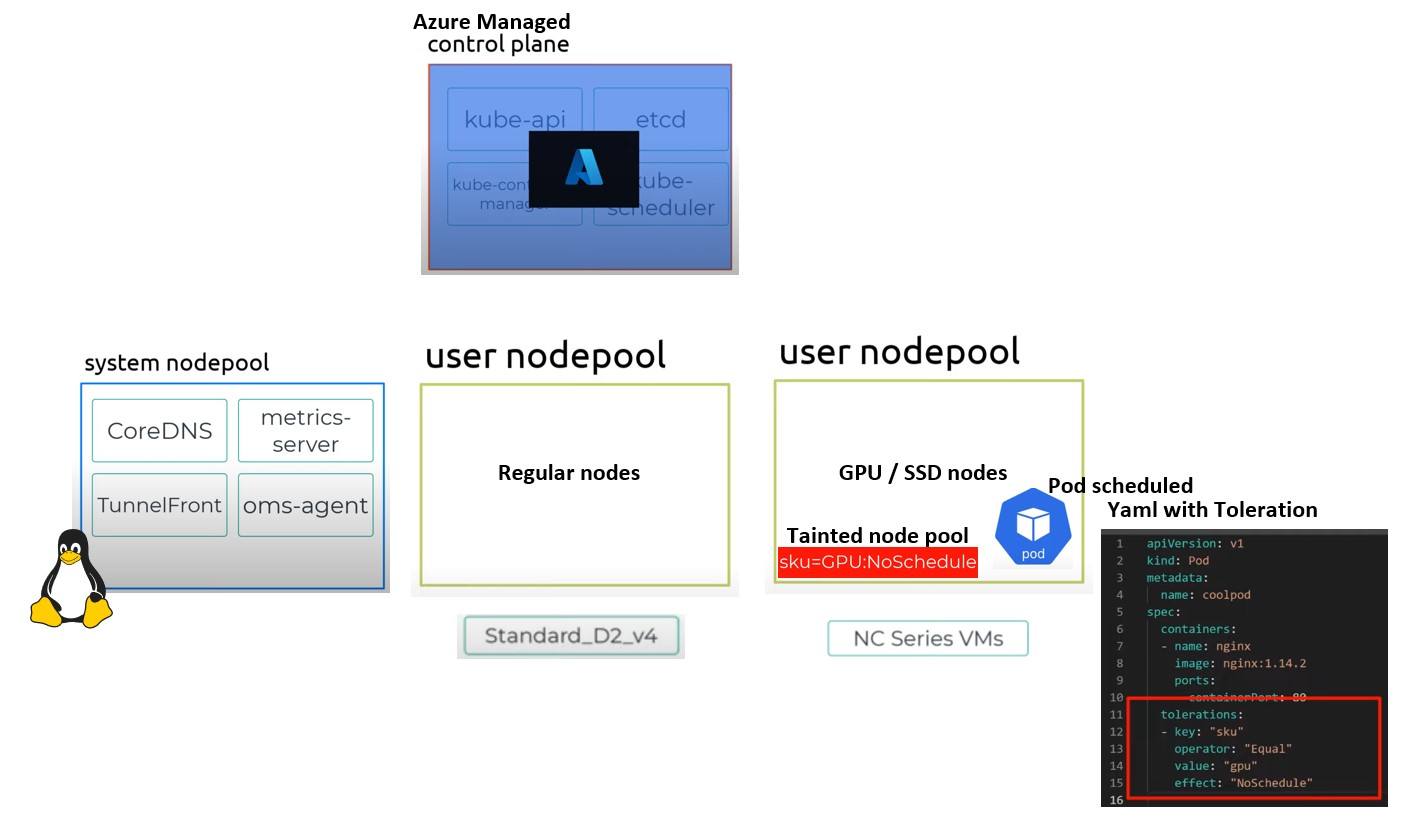 Azure Managed
control plane
kube-api
etcd
kube-cont
manager
kube-
scheduler
system nodepool
CoreDNS
metrics-
server
TunnelFront
oms-agent
user nodepool
Regular nodes
Standard_D2_v4
user nodepool
GPU / SSD nodes
Tainted node pool
sku=GPU:NoSchedule
pod
NC Series VMs
Pod scheduled
Yaml with Toleration
1 apiVersion: v1
2 kind: Pod
3 metadata:
4 name: coolpod
5 spec:
6 containers:
7 - name: nginx
8 image: nginx:1.14.2
9 ports:
10 containerPort: 80
11 tolerations:
12 - key: "sku"
13 operator: "Equal"
14 value: "gpu"
15 effect: "NoSchedule"
16